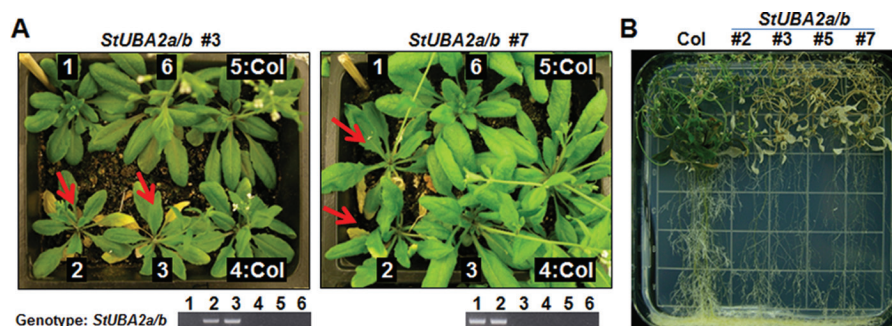 A
StUBA2a/b #3
StUBA2a/b #7
B
StUBA2a/b
Col #2 #3 #5 #7
1 6 5:Col
2 3 4:Col
1 6 5:Col
2 3 4:Col
1 2 3 4 5 6
1 2 3 4 5 6
Genotype: StUBA2a/b